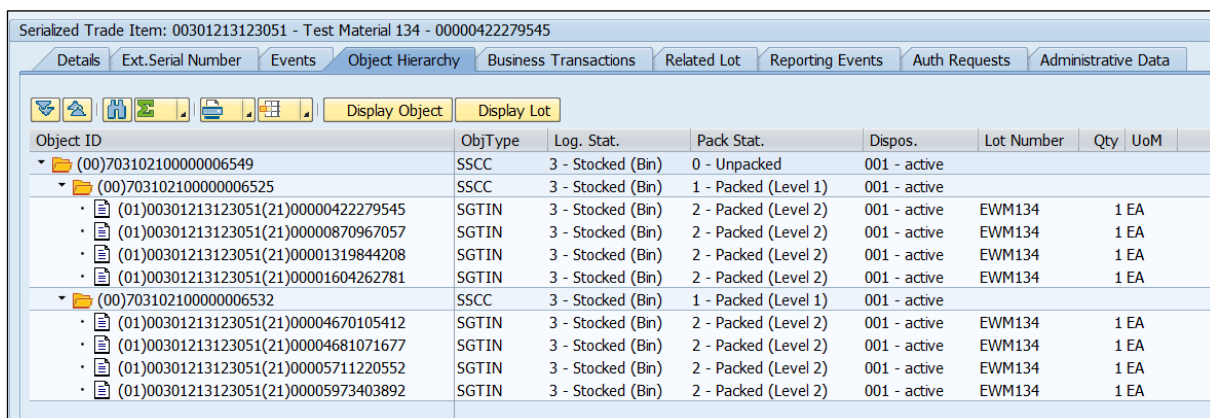 Serialized Trade Item: 00301213123051 - Test Material 134 - 00000422279545
Details Ext.Serial Number Events Object Hierarchy Business Transactions Related Lot Reporting Events Auth Requests Administrative Data
Display Object Display Lot
Object ID ObjType Log. Stat. Pack Stat. Dispos. Lot Number Qty UoM
(00)703102100000006549 SSCC 3 - Stocked (Bin) 0 - Unpacked 001 - active
(00)703102100000006525 SSCC 3 - Stocked (Bin) 1 - Packed (Level 1) 001 - active
(01)00301213123051(21)00000422279545 SGTIN 3 - Stocked (Bin) 2 - Packed (Level 2) 001 - active EWM134 1 EA
(01)00301213123051(21)00000870967057 SGTIN 3 - Stocked (Bin) 2 - Packed (Level 2) 001 - active EWM134 1 EA
(01)00301213123051(21)00001319844208 SGTIN 3 - Stocked (Bin) 2 - Packed (Level 2) 001 - active EWM134 1 EA
(01)00301213123051(21)00001604262781 SGTIN 3 - Stocked (Bin) 2 - Packed (Level 2) 001 - active EWM134 1 EA
(00)703102100000006532 SSCC 3 - Stocked (Bin) 1 - Packed (Level 1) 001 - active
(01)00301213123051(21)00004670105412 SGTIN 3 - Stocked (Bin) 2 - Packed (Level 2) 001 - active EWM134 1 EA
(01)00301213123051(21)00004681071677 SGTIN 3 - Stocked (Bin) 2 - Packed (Level 2) 001 - active EWM134 1 EA
(01)00301213123051(21)00005711220552 SGTIN 3 - Stocked (Bin) 2 - Packed (Level 2) 001 - active EWM134 1 EA
(01)00301213123051(21)00005973403892 SGTIN 3 - Stocked (Bin) 2 - Packed (Level 2) 001 - active EWM134 1 EA